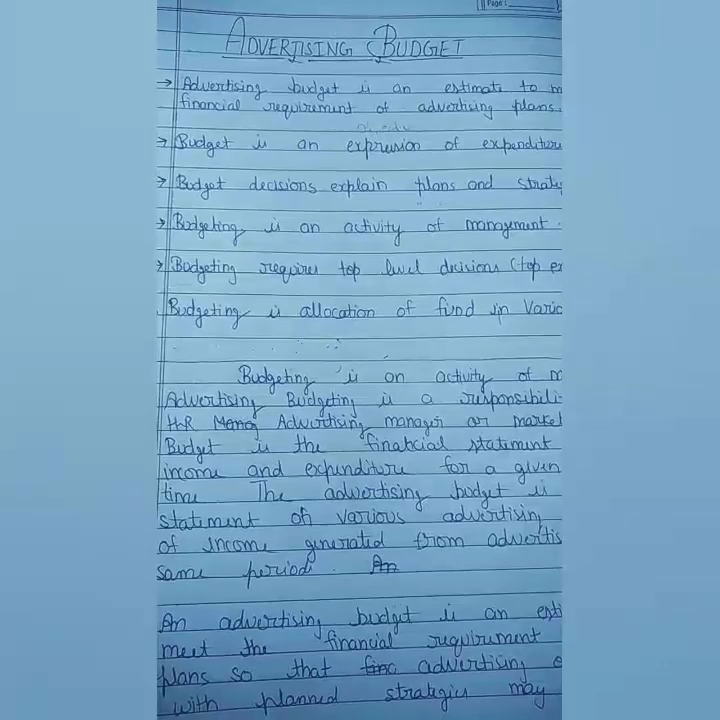 Page :
ADVERTISING BUDGET
→ Advertising budget is an estimate to m
financial requirement of advertising plans.
→ Budget is an expression of expenditure
→ Budget decisions explain plans and strate
→ Budgeting is an activity of management.
→ Budgeting requires top level decisions (top ex
Budgeting is allocation of fund in Vario
Budgeting is an activity of m
Advertising Budgeting is a responsibili
H.R Advertising manager or market
Budget is the financial statement
income and expenditure for a given
time The advertising budget is
statement of various advertising
of income generated from advertis
same period.
An advertising budget is an esti
meet the financial requirement
plans so that advertising
with planned strategies may